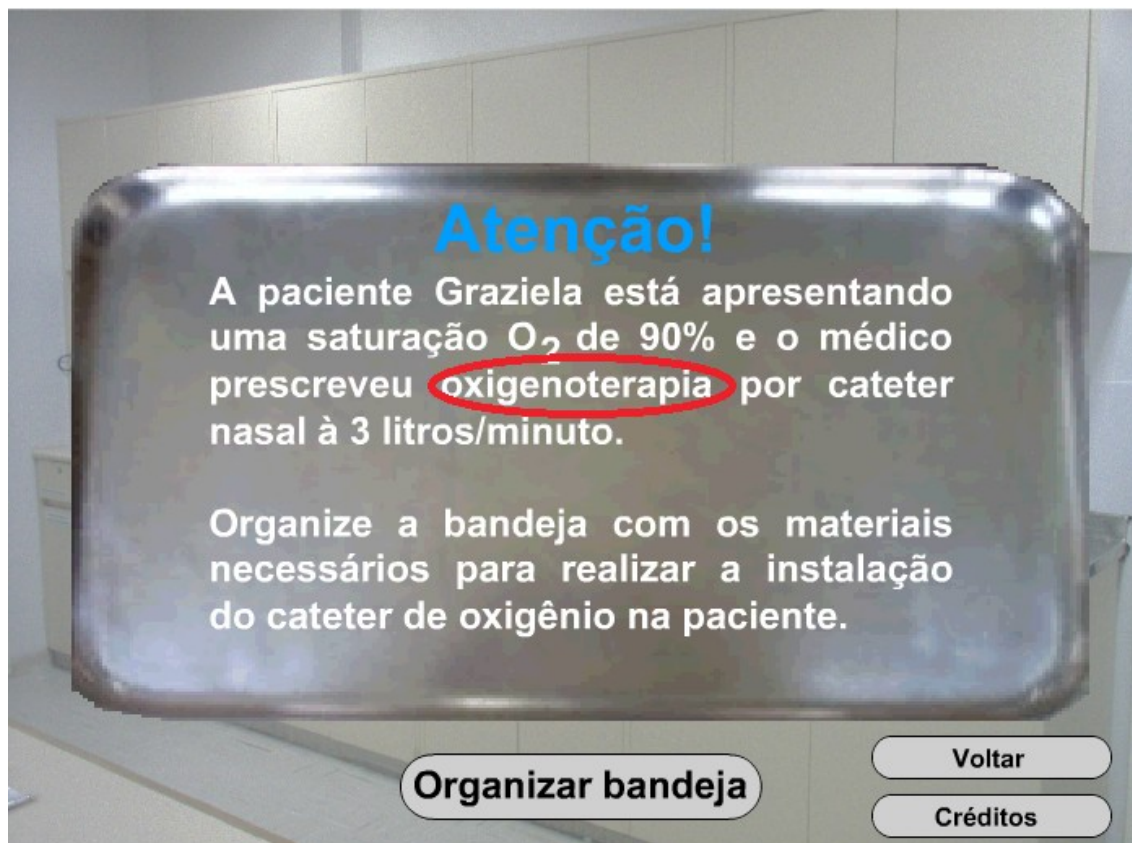 Atenção!
A paciente Graziela está apresentando
uma saturação O₂ de 90% e o médico
prescreveu oxigenoterapia por cateter
nasal à 3 litros/minuto.
Organize a bandeja com os materiais
necessários para realizar a instalação
do cateter de oxigênio na paciente.
Organizar bandeja
Voltar
Créditos